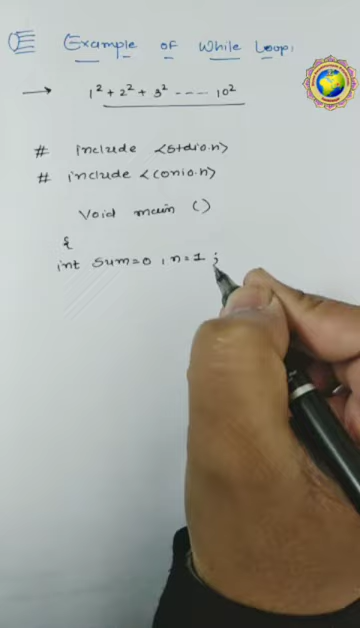 Example of While Loop.
→ 1² + 2² + 3² ---- 10²
# include <stdio.h>
# include <conio.h>
Void main ()
{
int sum=0 , n=1 ;